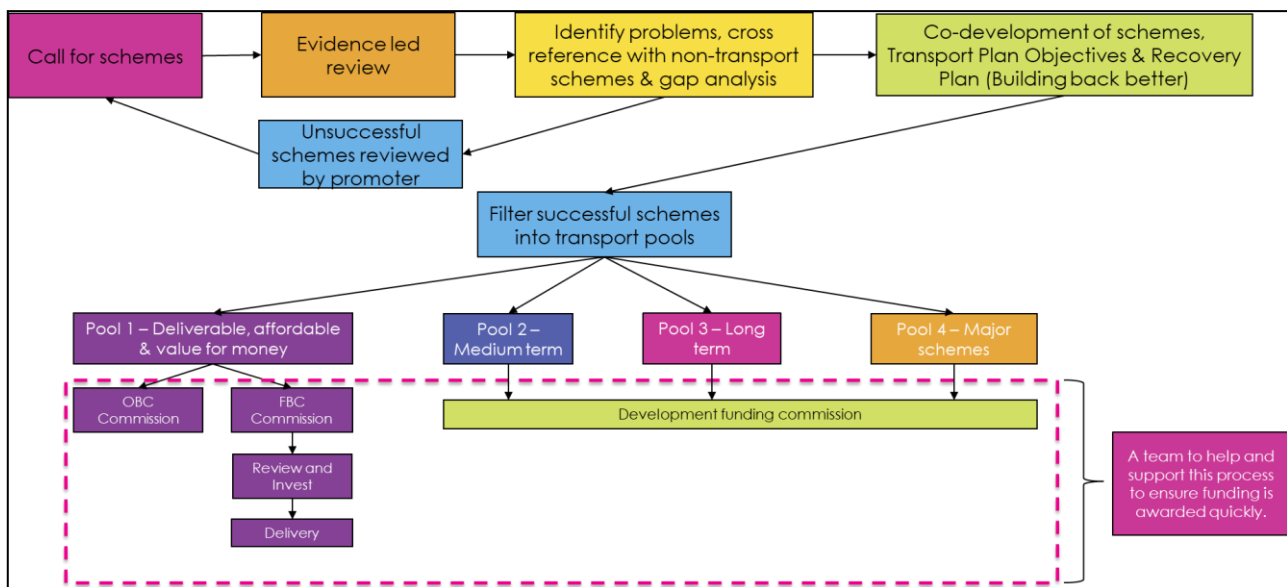 Call for schemes
Evidence led
review
Identify problems, cross
reference with non-transport
schemes & gap analysis
Co-development of schemes,
Transport Plan Objectives & Recovery
Plan (Building back better)
Unsuccessful
schemes reviewed
by promoter
Filter successful schemes
into transport pools
Pool 1 – Deliverable, affordable
& value for money
Pool 2 –
Medium term
Pool 3 – Long
term
Pool 4 – Major
schemes
OBC
Commission
FBC
Commission
Development funding commission
Review and
Invest
Delivery
A team to help and
support this process
to ensure funding is
awarded quickly.